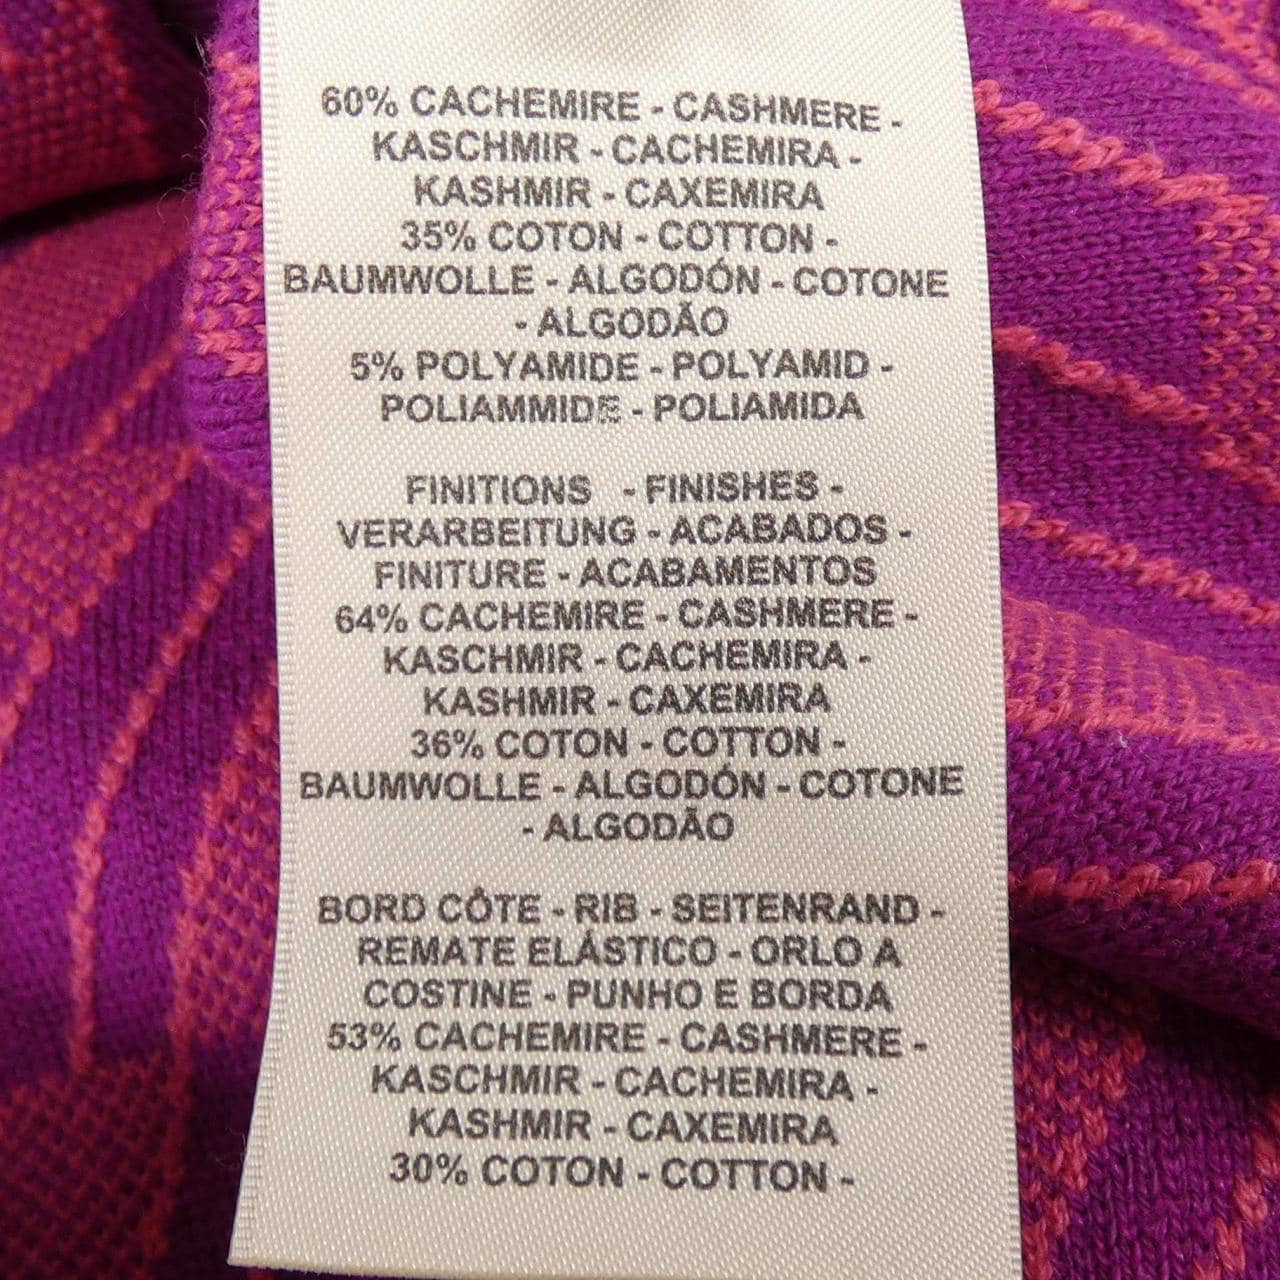 60% CACHEMIRE - CASHMERE -
KASCHMIR - CACHEMIRA -
KASHMIR - CAXEMIRA
35% COTON - COTTON -
BAUMWOLLE - ALGODÓN - COTONE
- ALGODÃO
5% POLYAMIDE - POLYAMID -
POLIAMMIDE - POLIAMIDA
FINITIONS - FINISHES -
VERARBEITUNG - ACABADOS -
FINITURE - ACABAMENTOS
64% CACHEMIRE - CASHMERE -
KASCHMIR - CACHEMIRA -
KASHMIR - CAXEMIRA
36% COTON - COTTON -
BAUMWOLLE - ALGODÓN - COTONE
- ALGODÃO
BORD CÔTE - RIB - SEITENRAND -
REMATE ELÁSTICO - ORLO A
COSTINE - PUNHO E BORDA
53% CACHEMIRE - CASHMERE -
KASCHMIR - CACHEMIRA -
KASHMIR - CAXEMIRA
30% COTON - COTTON -